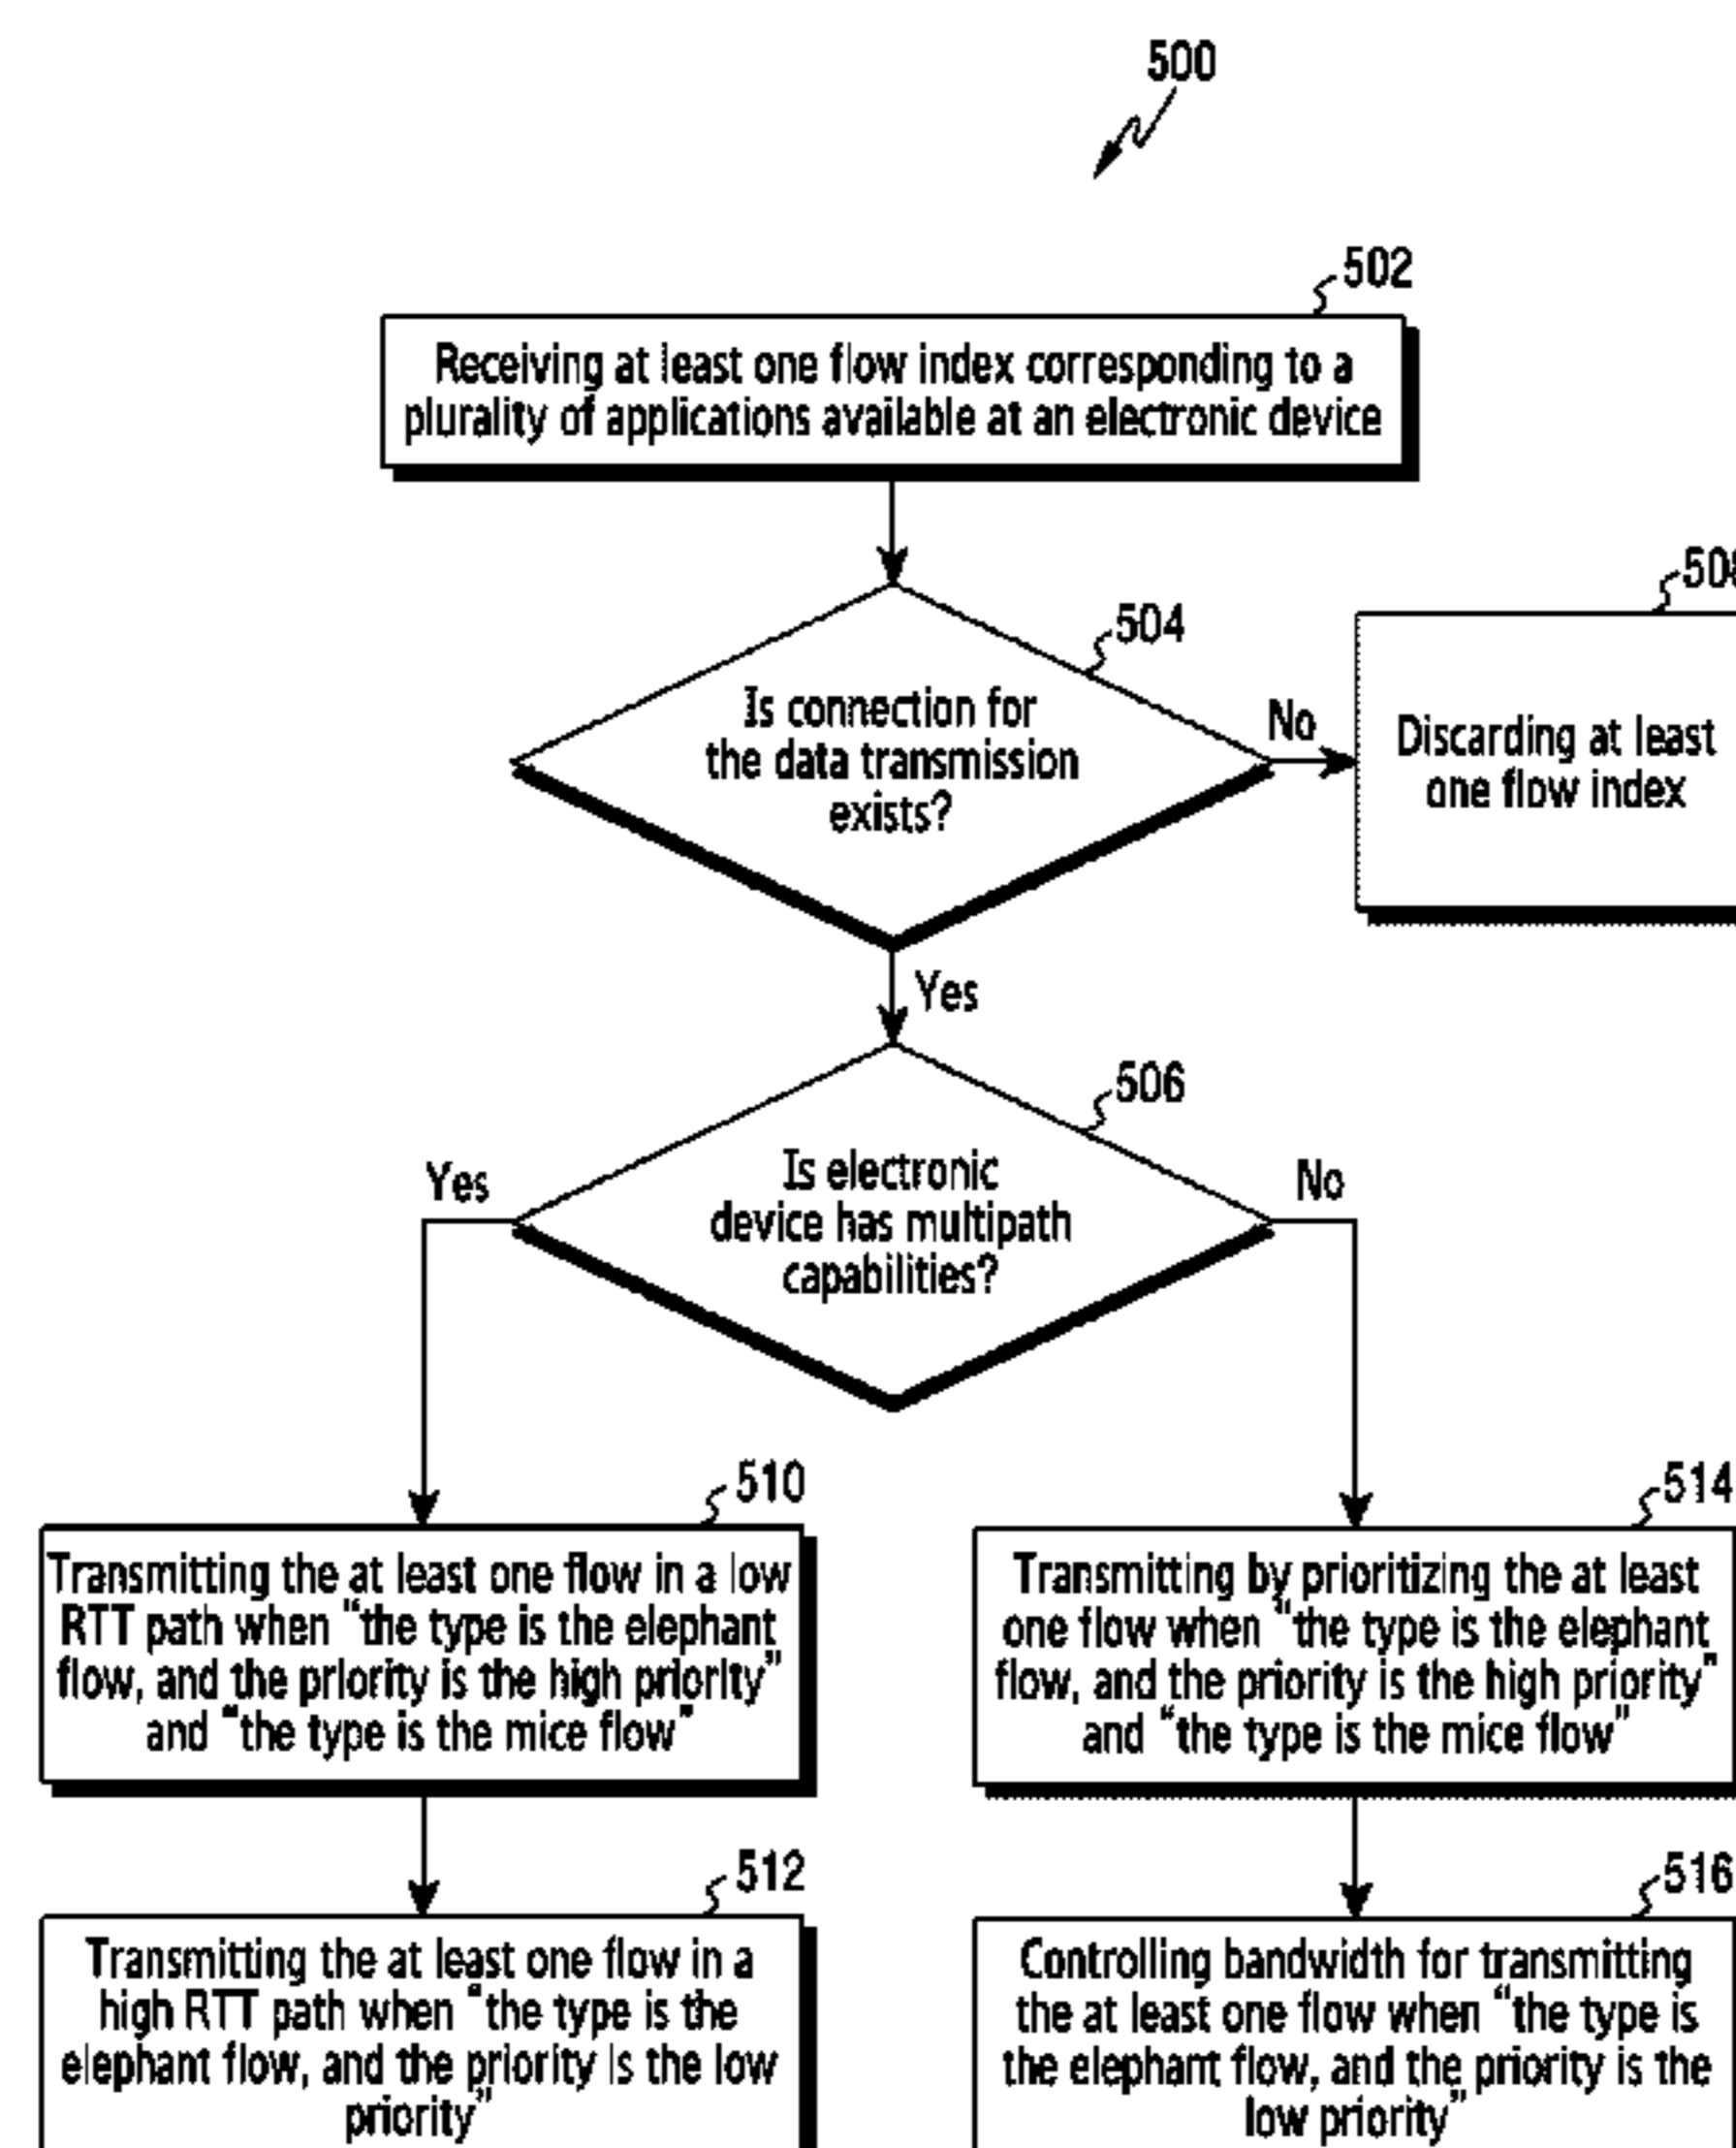 500
502
Receiving at least one flow index corresponding to a
plurality of applications available at an electronic device
504
Is connection for
the data transmission
exists?
No
Discarding at least
one flow index
Yes
506
Is electronic
device has multipath
capabilities?
Yes
No
510
Transmitting the at least one flow in a low
RTT path when “the type is the elephant
flow, and the priority is the high priority”
and “the type is the mice flow”
514
Transmitting by prioritizing the at least
one flow when “the type is the elephant
flow, and the priority is the high priority”
and “the type is the mice flow”
512
Transmitting the at least one flow in a
high RTT path when “the type is the
elephant flow, and the priority is the low
priority”
516
Controlling bandwidth for transmitting
the at least one flow when “the type is
the elephant flow, and the priority is the
low priority”